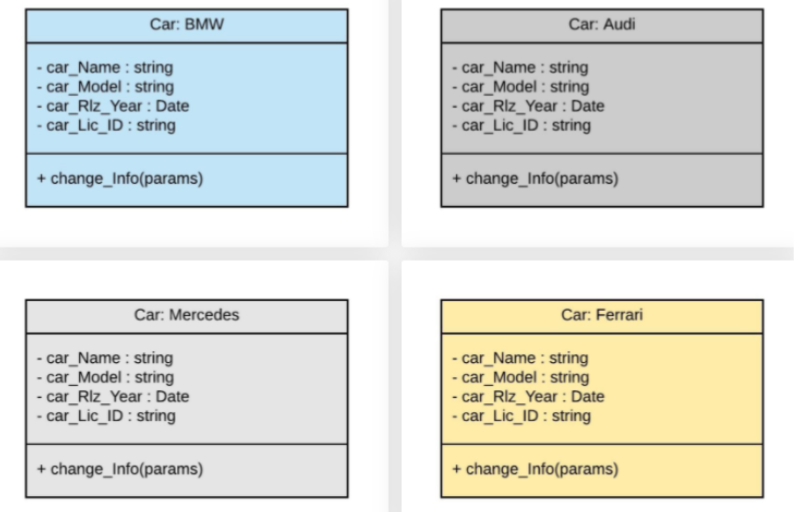 Car: BMW
- car_Name : string
- car_Model : string
- car_Rlz_Year : Date
- car_Lic_ID : string
+ change_Info(params)
Car: Audi
- car_Name : string
- car_Model : string
- car_Rlz_Year : Date
- car_Lic_ID : string
+ change_Info(params)
Car: Mercedes
- car_Name : string
- car_Model : string
- car_Rlz_Year : Date
- car_Lic_ID : string
+ change_Info(params)
Car: Ferrari
- car_Name : string
- car_Model : string
- car_Rlz_Year : Date
- car_Lic_ID : string
+ change_Info(params)